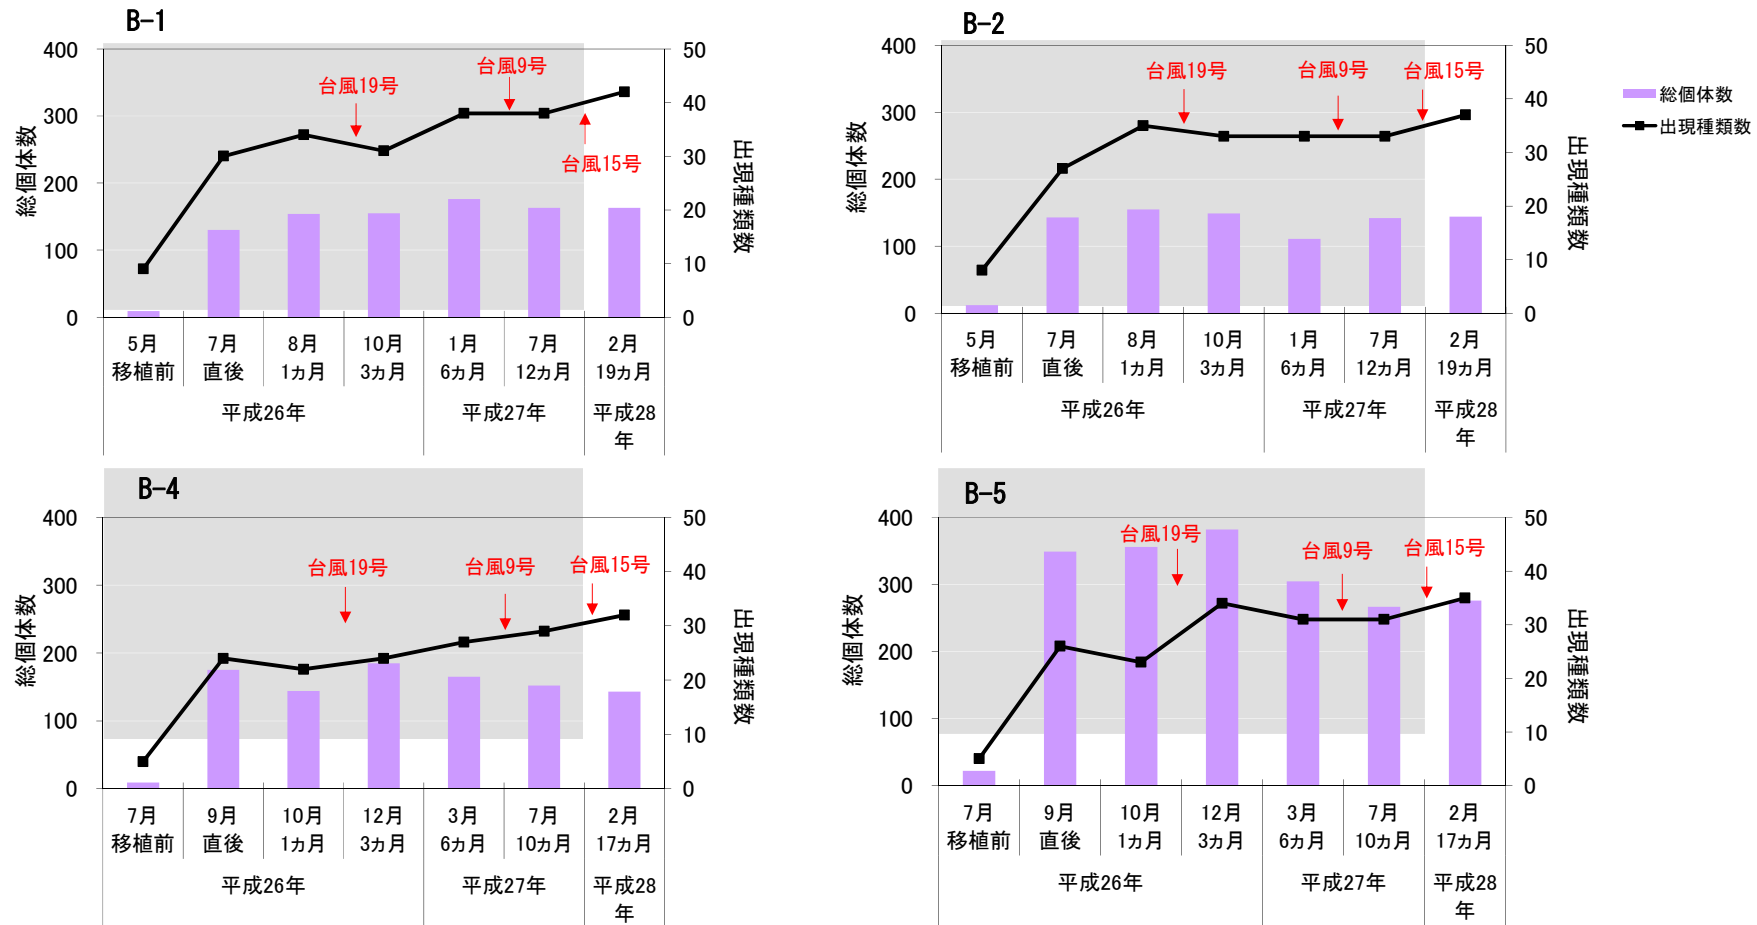 B-1
400
300
200
100
0
50
40
30
20
10
0
総個体数
出現種類数
台風19号
台風9号
台風15号
5月 7月 8月 10月 1月 7月 2月
移植前 直後 1ヵ月 3ヵ月 6ヵ月 12ヵ月 19ヵ月
平成26年 平成27年 平成28
年
B-2
400
300
200
100
0
50
40
30
20
10
0
総個体数
出現種類数
台風19号 台風9号 台風15号
5月 7月 8月 10月 1月 7月 2月
移植前 直後 1ヵ月 3ヵ月 6ヵ月 12ヵ月 19ヵ月
平成26年 平成27年 平成28
年
総個体数
出現種類数
B-4
400
300
200
100
0
50
40
30
20
10
0
総個体数
出現種類数
台風19号 台風9号 台風15号
7月 9月 10月 12月 3月 7月 2月
移植前 直後 1ヵ月 3ヵ月 6ヵ月 10ヵ月 17ヵ月
平成26年 平成27年 平成28
年
B-5
400
300
200
100
0
50
40
30
20
10
0
総個体数
出現種類数
台風19号 台風9号 台風15号
7月 9月 10月 12月 3月 7月 2月
移植前 直後 1ヵ月 3ヵ月 6ヵ月 10ヵ月 17ヵ月
平成26年 平成27年 平成28
年